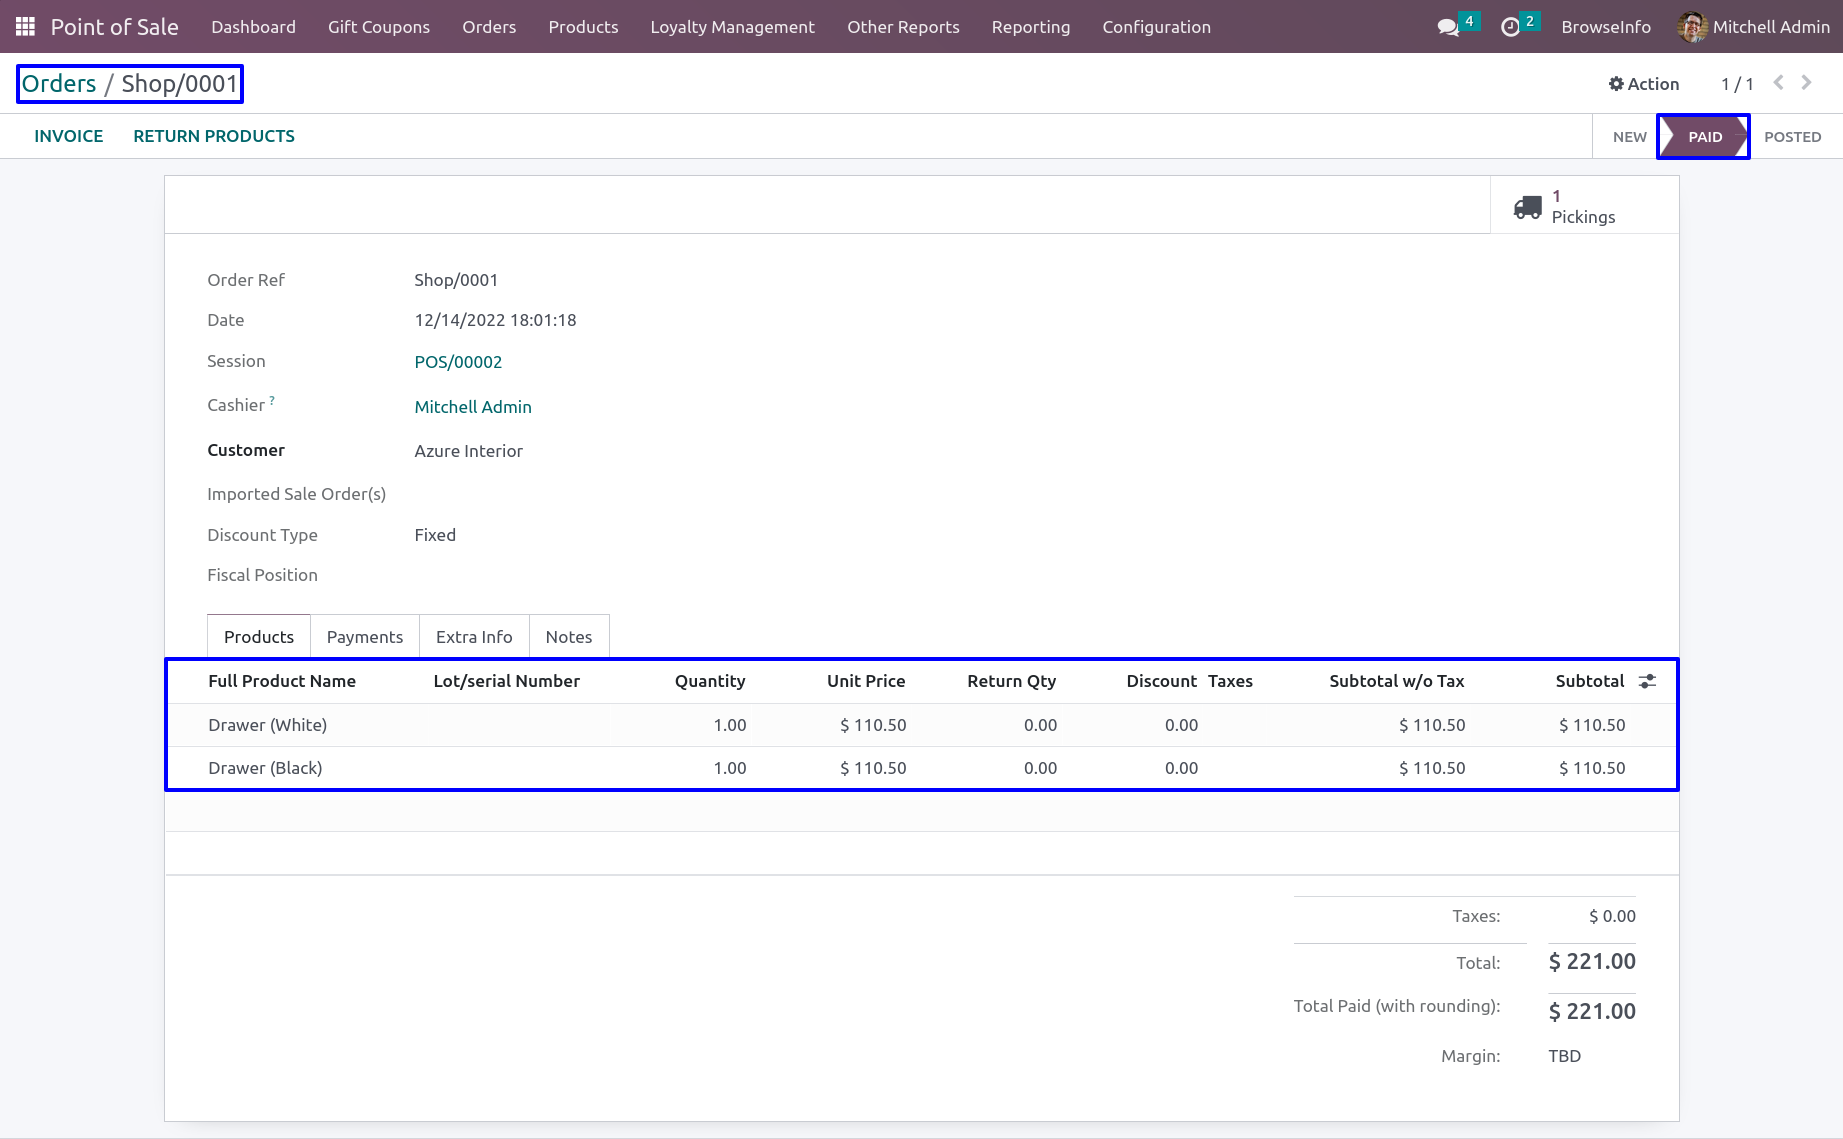 Point of Sale Dashboard Gift Coupons Orders Products Loyalty Management Other Reports Reporting Configuration 4 2 BrowseInfo Mitchell Admin
Orders / Shop/0001 Action 1 / 1
INVOICE RETURN PRODUCTS NEW PAID POSTED
1
Pickings
Order Ref Shop/0001
Date 12/14/2022 18:01:18
Session POS/00002
Cashier ? Mitchell Admin
Customer Azure Interior
Imported Sale Order(s)
Discount Type Fixed
Fiscal Position
Products Payments Extra Info Notes
Full Product Name Lot/serial Number Quantity Unit Price Return Qty Discount Taxes Subtotal w/o Tax Subtotal
Drawer (White) 1.00 $ 110.50 0.00 0.00 $ 110.50 $ 110.50
Drawer (Black) 1.00 $ 110.50 0.00 0.00 $ 110.50 $ 110.50
Taxes: $ 0.00
Total: $ 221.00
Total Paid (with rounding): $ 221.00
Margin: TBD